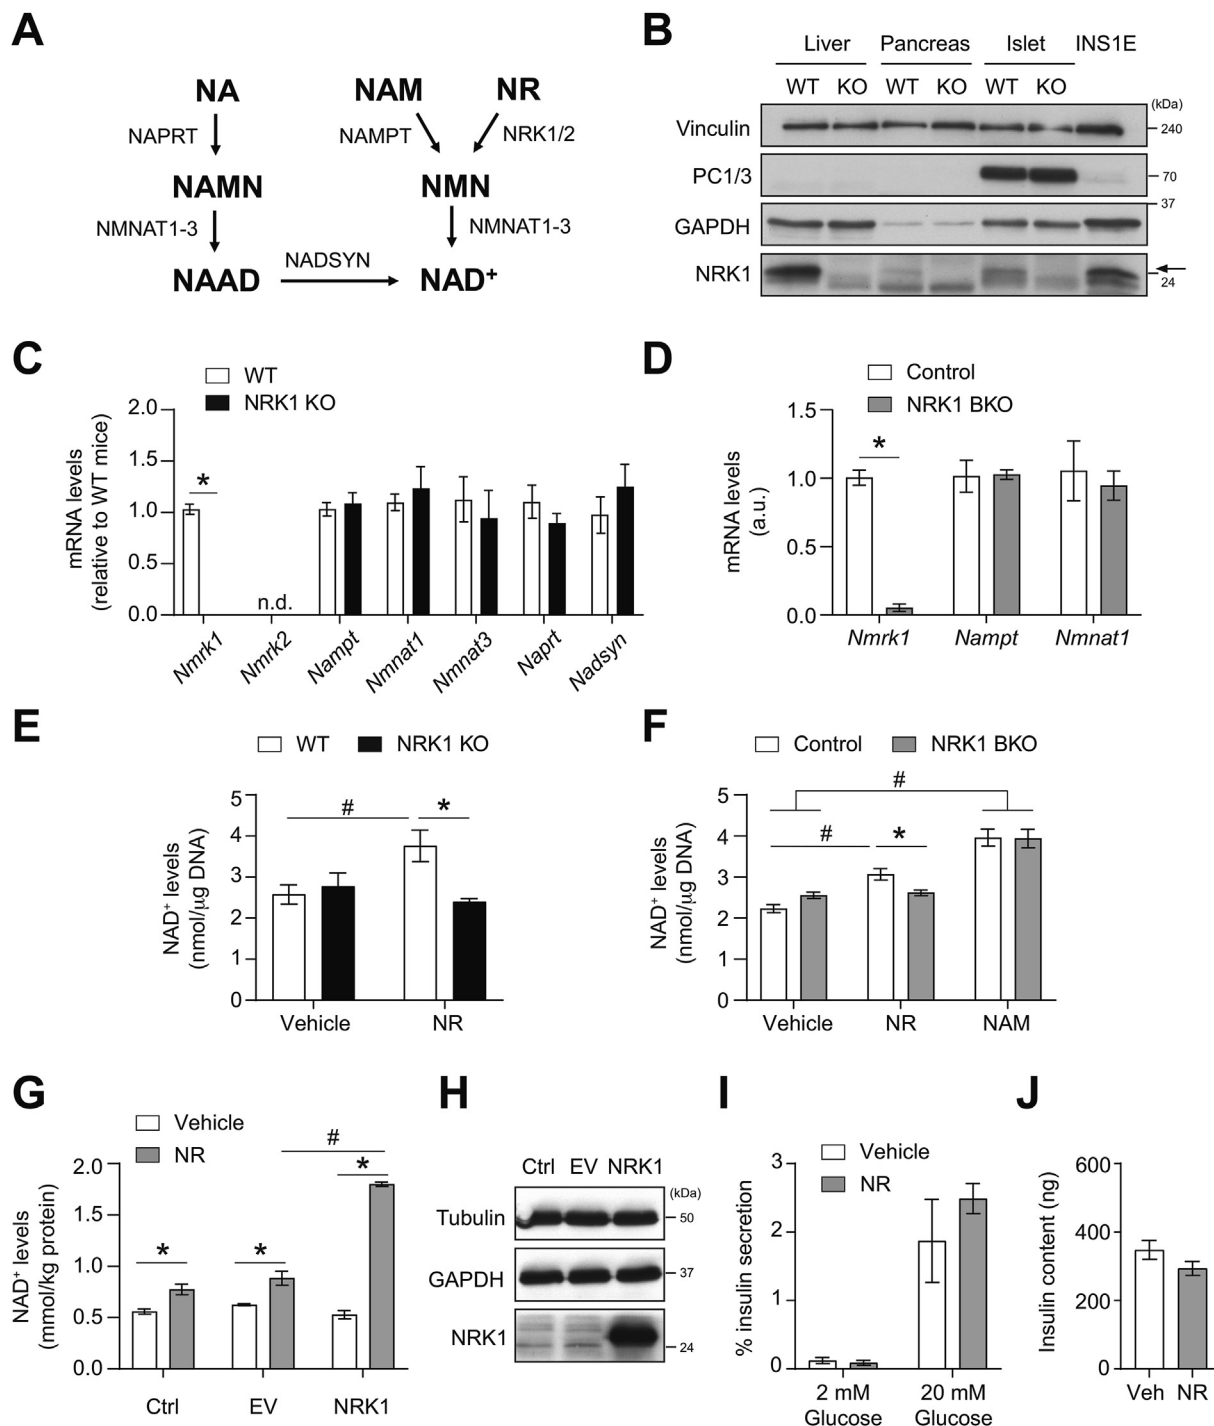 A
NA
NAM
NR
NAPRT
NAMPT
NRK1/2
NAMN
NMN
NMNAT1-3
NMNAT1-3
NAAD
NADSYN
NAD+
B
Liver Pancreas Islet INS1E
WT KO WT KO WT KO
(kDa)
Vinculin
240
PC1/3
70
37
GAPDH
NRK1
24
C
WT
NRK1 KO
mRNA levels
(relative to WT mice)
2.0
1.5
1.0
0.5
0.0
*
n.d.
Nmrk1
Nmrk2
Nampt
Nmnat1
Nmnat3
Naprt
Nadsyn
D
Control
NRK1 BKO
mRNA levels
(a.u.)
1.5
1.0
0.5
0.0
*
Nmrk1
Nampt
Nmnat1
E
WT
NRK1 KO
NAD+ levels
(nmol/µg DNA)
5
4
3
2
1
0
#
*
Vehicle
NR
F
Control
NRK1 BKO
NAD+ levels
(nmol/µg DNA)
5
4
3
2
1
0
#
#
*
Vehicle
NR
NAM
G
Vehicle
NR
NAD+ levels
(mmol/kg protein)
2.0
1.5
1.0
0.5
0.0
*
*
#
*
Ctrl
EV
NRK1
H
Ctrl EV NRK1
(kDa)
Tubulin
50
GAPDH
37
NRK1
24
I
Vehicle
NR
% insulin secretion
3
2
1
0
2 mM
Glucose
20 mM
Glucose
J
Insulin content (ng)
600
400
200
0
Veh NR